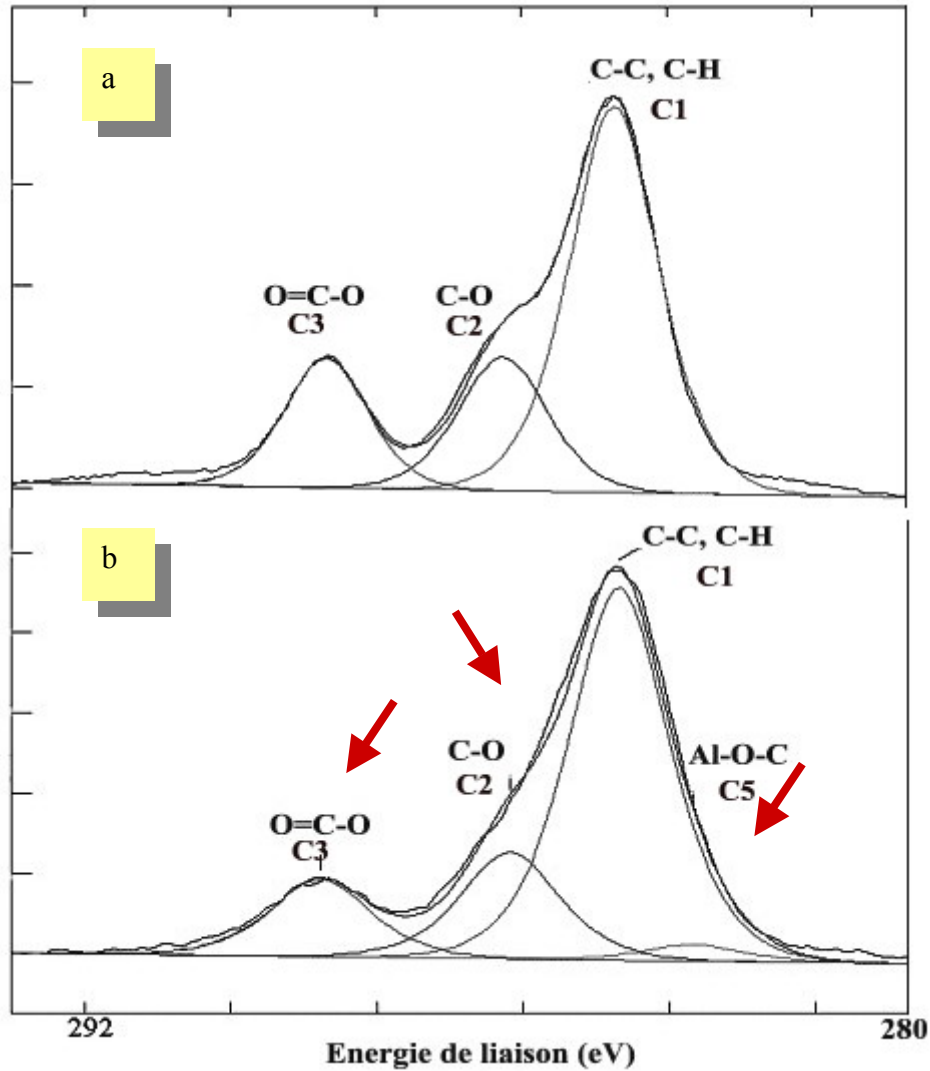 a
C-C, C-H
C1
O=C-O
C3
C-O
C2
b
C-C, C-H
C1
C-O
C2
Al-O-C
C5
O=C-O
C3
292
280
Energie de liaison (eV)